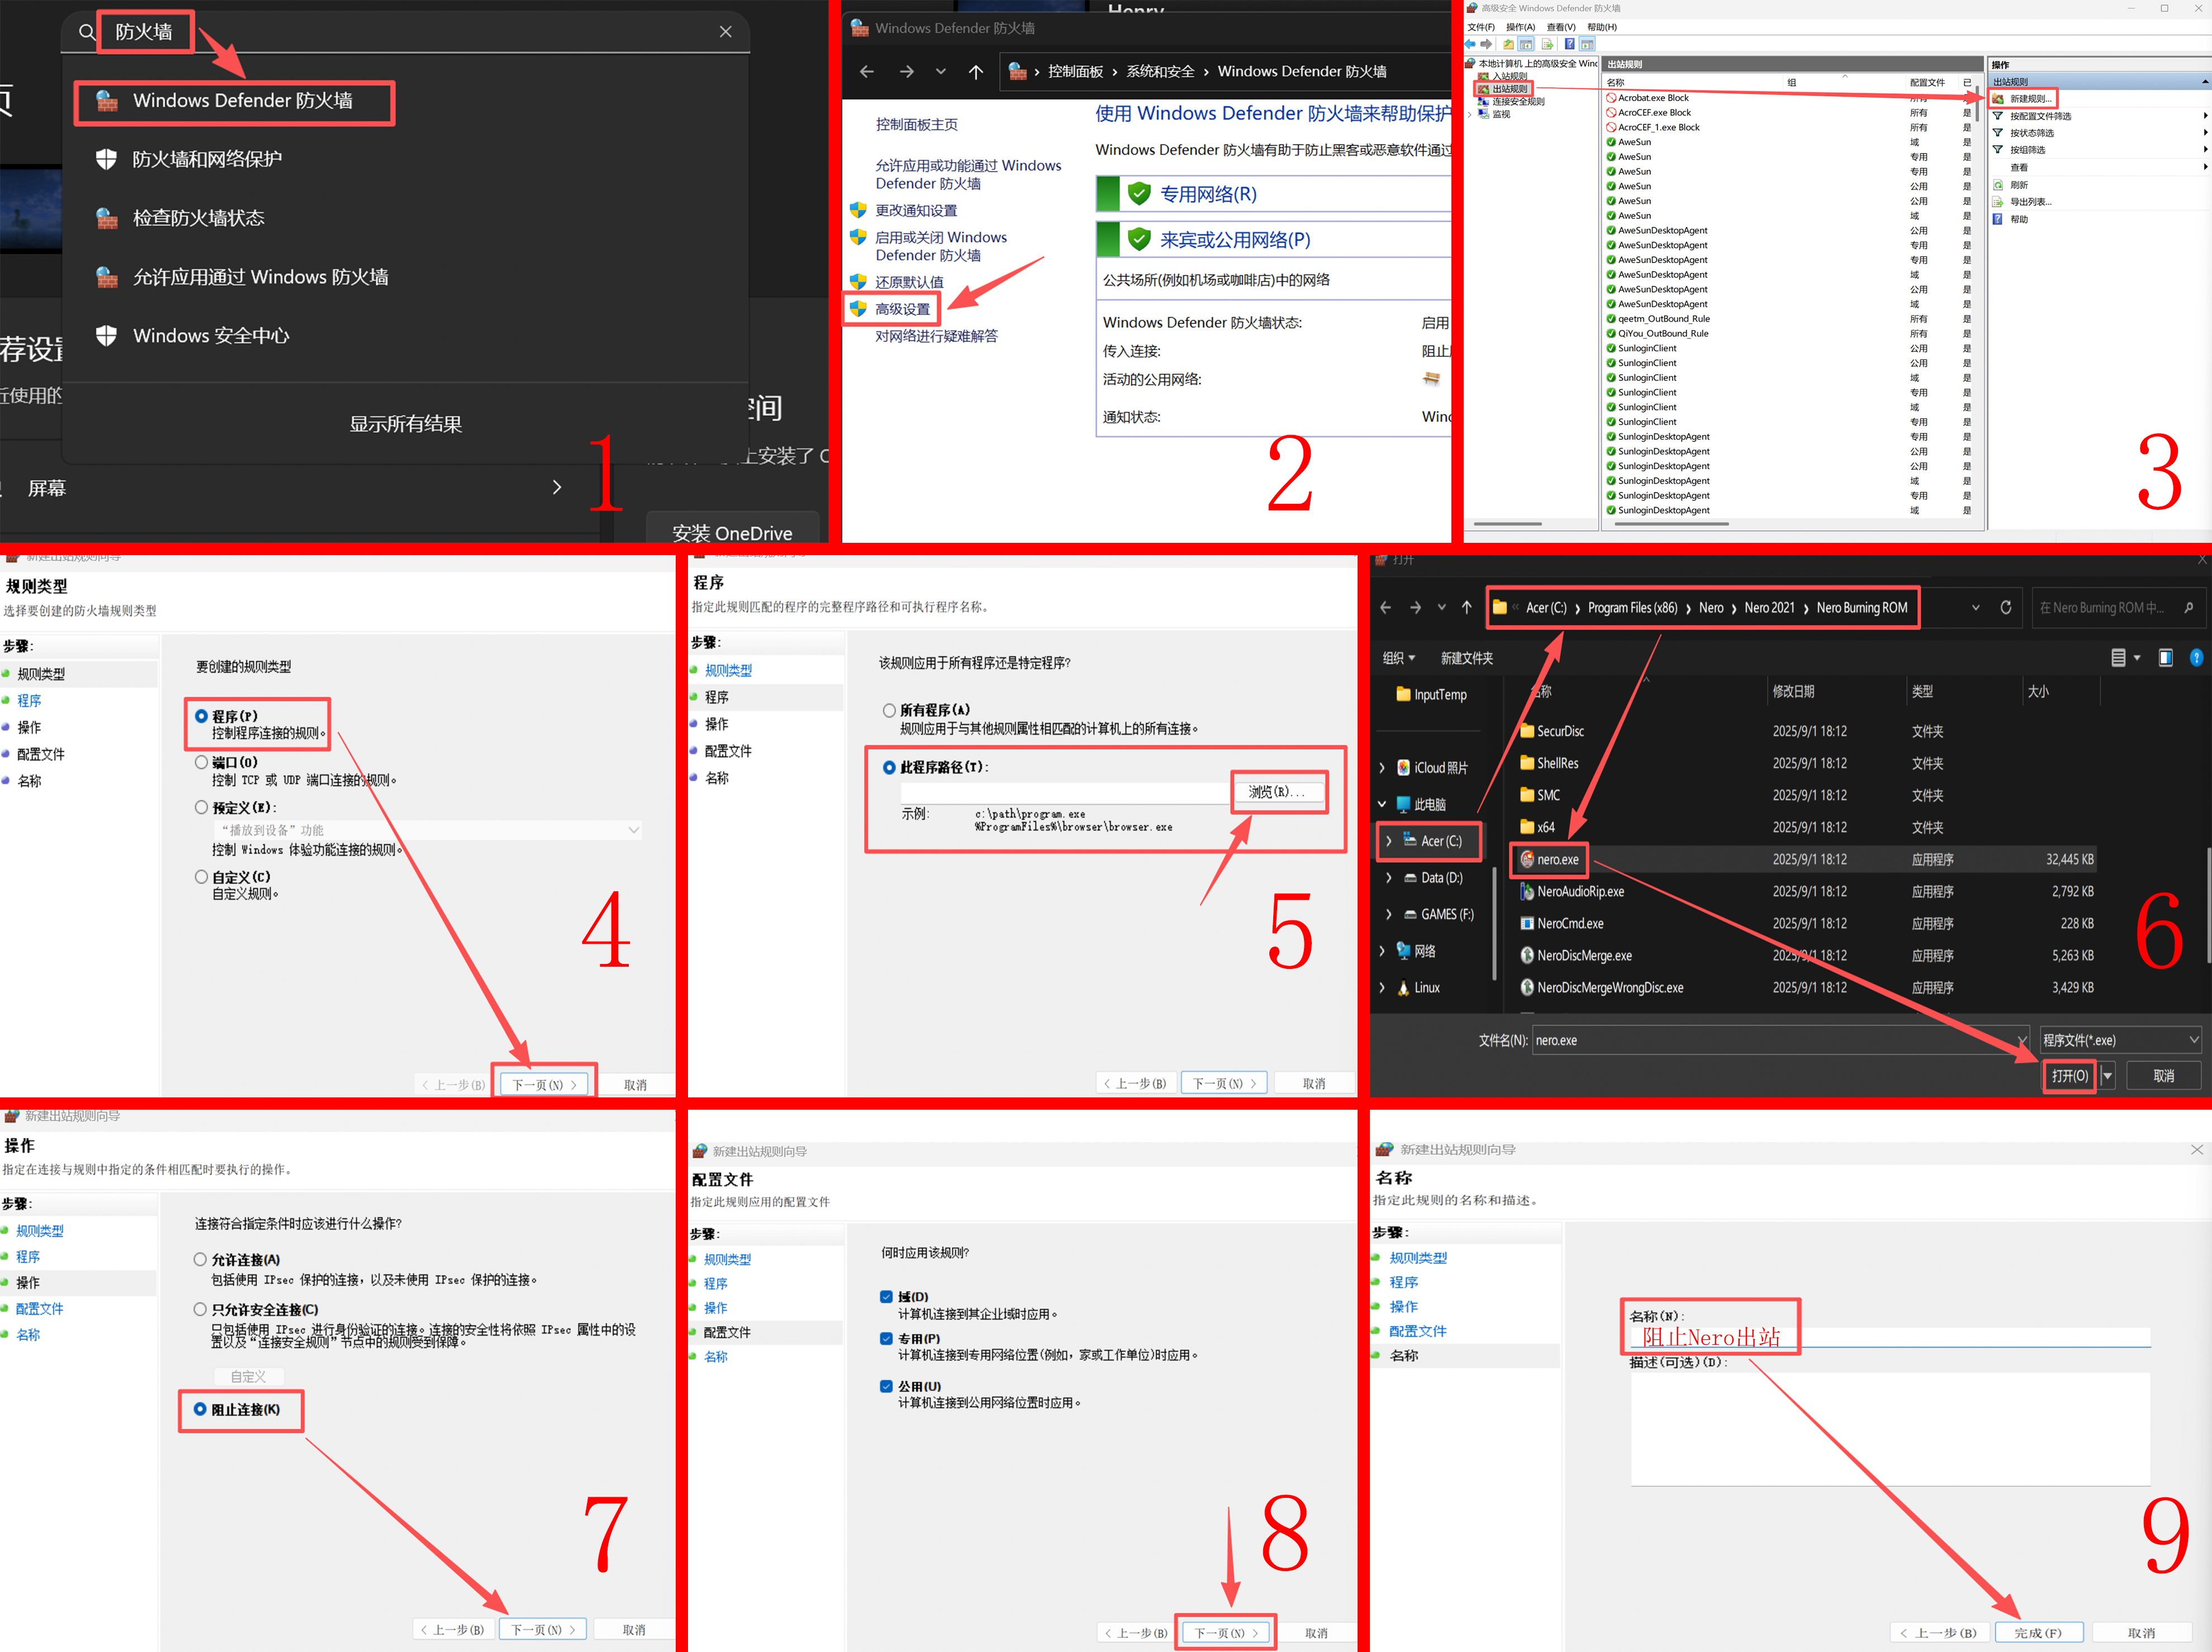 防火墙
Windows Defender 防火墙
防火墙和网络保护
检查防火墙状态
允许应用通过 Windows 防火墙
Windows 安全中心
显示所有结果
屏幕
安装 OneDrive
1
Windows Defender 防火墙
控制面板 › 系统和安全 › Windows Defender 防火墙
控制面板主页
允许应用或功能通过 Windows
Defender 防火墙
更改通知设置
启用或关闭 Windows
Defender 防火墙
还原默认值
高级设置
对网络进行疑难解答
使用 Windows Defender 防火墙来帮助保护
Windows Defender 防火墙有助于防止黑客或恶意软件通过
专用网络(R)
来宾或公用网络(P)
公共场所(例如机场或咖啡店)中的网络
Windows Defender 防火墙状态: 启用
传入连接: 阻止
活动的公用网络:
通知状态: Winc
2
高级安全 Windows Defender 防火墙
文件(F) 操作(A) 查看(V) 帮助(H)
本地计算机 上的高级安全 Winc
入站规则
出站规则
连接安全规则
监视
出站规则
名称 组 配置文件 已
Acrobat.exe Block 所有 是
AcroCEF.exe Block 所有 是
AcroCEF_1.exe Block 所有 是
AweSun 域 是
AweSun 专用 是
AweSun 专用 是
AweSun 公用 是
AweSun 公用 是
AweSun 域 是
AweSunDesktopAgent 公用 是
AweSunDesktopAgent 专用 是
AweSunDesktopAgent 专用 是
AweSunDesktopAgent 域 是
AweSunDesktopAgent 公用 是
AweSunDesktopAgent 域 是
qeetm_OutBound_Rule 所有 是
QiYou_OutBound_Rule 所有 是
SunloginClient 公用 是
SunloginClient 公用 是
SunloginClient 域 是
SunloginClient 专用 是
SunloginClient 域 是
SunloginClient 专用 是
SunloginDesktopAgent 专用 是
SunloginDesktopAgent 公用 是
SunloginDesktopAgent 公用 是
SunloginDesktopAgent 域 是
SunloginDesktopAgent 专用 是
SunloginDesktopAgent 域 是
操作
出站规则
新建规则...
按配置文件筛选
按状态筛选
按组筛选
查看
刷新
导出列表...
帮助
3
新建出站规则向导
规则类型
选择要创建的防火墙规则类型
步骤:
规则类型
程序
操作
配置文件
名称
要创建的规则类型
程序(P)
控制程序连接的规则。
端口(O)
控制 TCP 或 UDP 端口连接的规则。
预定义(E):
“播放到设备”功能
控制 Windows 体验功能连接的规则。
自定义(C)
自定义规则。
4
< 上一步(B) 下一页(N) > 取消
程序
指定此规则匹配的程序的完整程序路径和可执行程序名称。
步骤:
规则类型
程序
操作
配置文件
名称
该规则应用于所有程序还是特定程序?
所有程序(A)
规则应用于与其他规则属性相匹配的计算机上的所有连接。
此程序路径(T):
浏览(R)...
示例: c:\path\program.exe
%ProgramFiles%\browser\browser.exe
5
< 上一步(B) 下一页(N) > 取消
打开
« Acer (C:) › Program Files (x86) › Nero › Nero 2021 › Nero Burning ROM
在 Nero Burning ROM 中...
组织 新建文件夹
InputTemp
iCloud 照片
此电脑
Acer (C:)
Data (D:)
GAMES (F:)
网络
Linux
名称 修改日期 类型 大小
SecurDisc 2025/9/1 18:12 文件夹
ShellRes 2025/9/1 18:12 文件夹
SMC 2025/9/1 18:12 文件夹
x64 2025/9/1 18:12 文件夹
nero.exe 2025/9/1 18:12 应用程序 32,445 KB
NeroAudioRip.exe 2025/9/1 18:12 应用程序 2,792 KB
NeroCmd.exe 2025/9/1 18:12 应用程序 228 KB
NeroDiscMerge.exe 2025/9/1 18:12 应用程序 5,263 KB
NeroDiscMergeWrongDisc.exe 2025/9/1 18:12 应用程序 3,429 KB
6
文件名(N): nero.exe 程序文件(*.exe)
打开(O) 取消
新建出站规则向导
操作
指定在连接与规则中指定的条件相匹配时要执行的操作。
步骤:
规则类型
程序
操作
配置文件
名称
连接符合指定条件时应该进行什么操作?
允许连接(A)
包括使用 IPsec 保护的连接，以及未使用 IPsec 保护的连接。
只允许安全连接(C)
只包括使用 IPsec 进行身份验证的连接。连接的安全性将依照 IPsec 属性中的设
置以及“连接安全规则”节点中的规则受到保障。
自定义
阻止连接(K)
7
< 上一步(B) 下一页(N) > 取消
新建出站规则向导
配置文件
指定此规则应用的配置文件
步骤:
规则类型
程序
操作
配置文件
名称
何时应用该规则?
域(D)
计算机连接到其企业域时应用。
专用(P)
计算机连接到专用网络位置(例如，家或工作单位)时应用。
公用(U)
计算机连接到公用网络位置时应用。
8
< 上一步(B) 下一页(N) > 取消
新建出站规则向导
名称
指定此规则的名称和描述。
步骤:
规则类型
程序
操作
配置文件
名称
名称(N):
阻止Nero出站
描述(可选)(D):
9
< 上一步(B) 完成(F) 取消